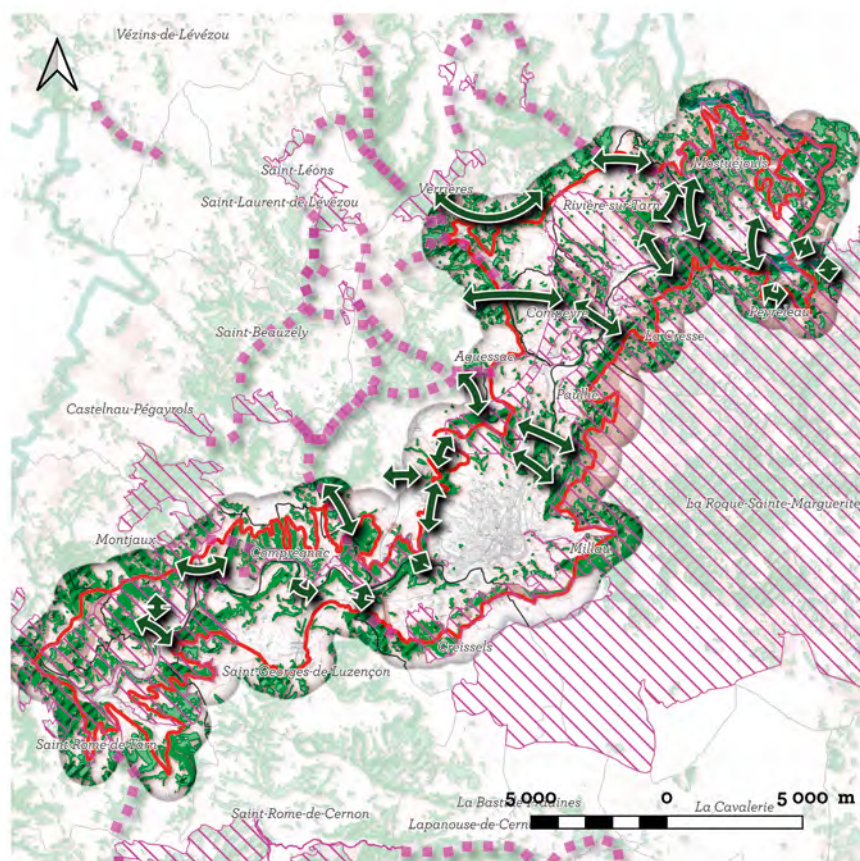 Vézins-de-Lévézou
Mostuéjouls
Saint-Léons
Verrières
Saint-Laurent-de-Lévézou
Rivière-sur-Tarn
Peyreleau
Compeyre
Saint-Beauzély
La Cresse
Aguessac
Paulhe
Castelnau-Pégayrols
La Roque-Sainte-Marguerite
Montjaux
Comprégnac
Millau
Creissels
Saint-Georges-de-Luzençon
Saint-Rome-de-Tarn
5 000 0 5 000 m
La Cavalerie
Saint-Rome-de-Cernon